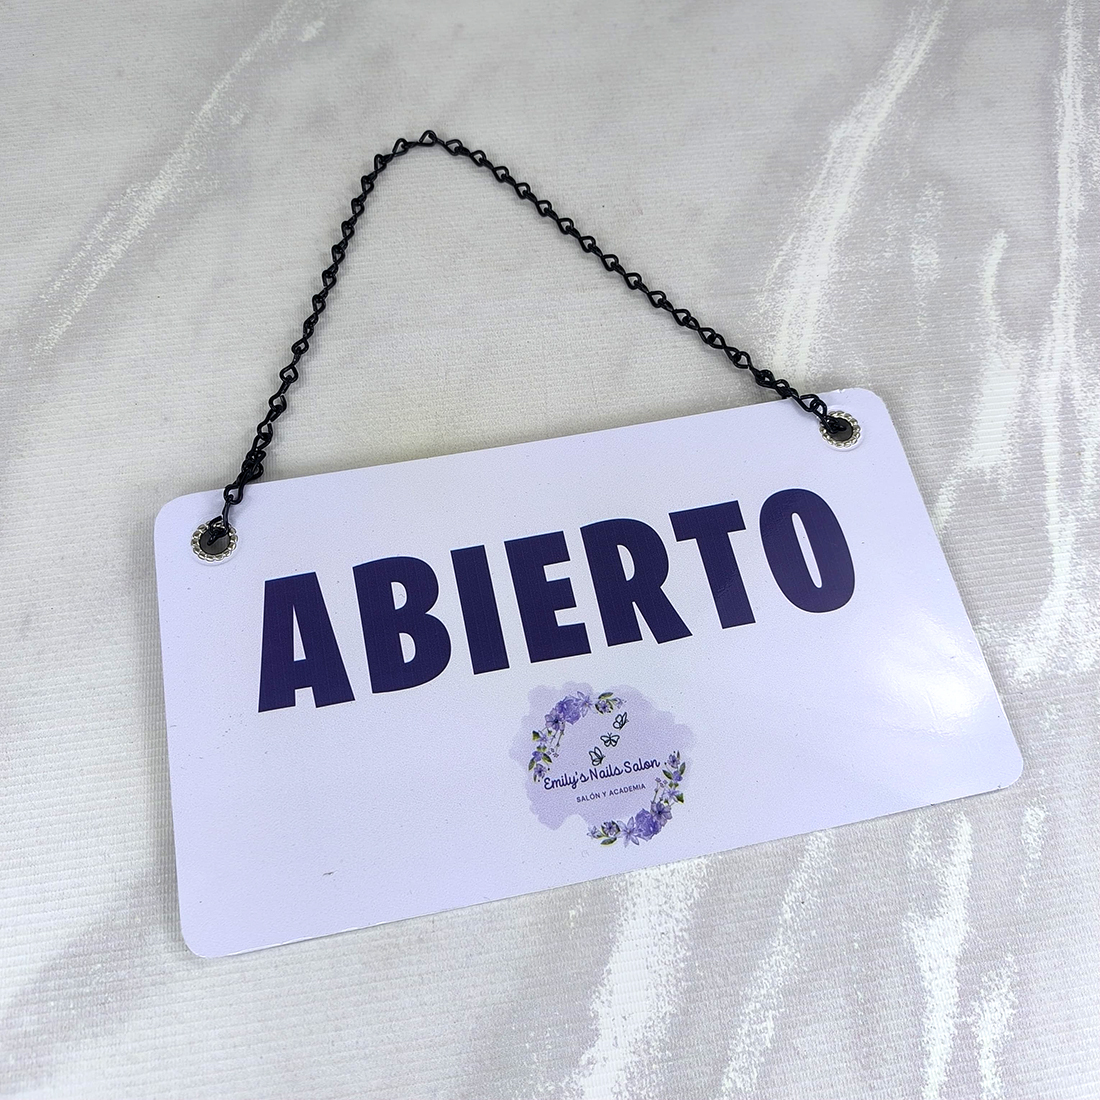 ABIERTO
Emily's Nails Salon
SALÓN Y ACADEMIA